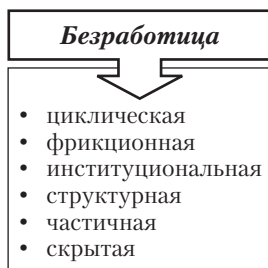 Безработица
• циклическая
• фрикционная
• институциональная
• структурная
• частичная
• скрытая